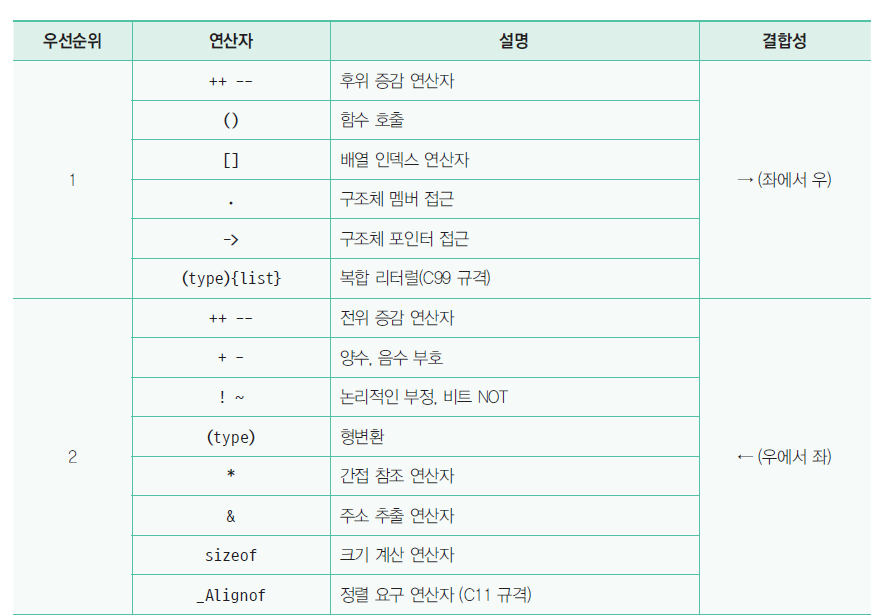 우선순위 연산자 설명 결합성
++ -- 후위 증감 연산자
() 함수 호출
[] 배열 인덱스 연산자
1 → (좌에서 우)
. 구조체 멤버 접근
-> 구조체 포인터 접근
(type){list} 복합 리터럴(C99 규격)
++ -- 전위 증감 연산자
+ - 양수, 음수 부호
! ~ 논리적인 부정, 비트 NOT
(type) 형변환
2 ← (우에서 좌)
* 간접 참조 연산자
& 주소 추출 연산자
sizeof 크기 계산 연산자
_Alignof 정렬 요구 연산자 (C11 규격)